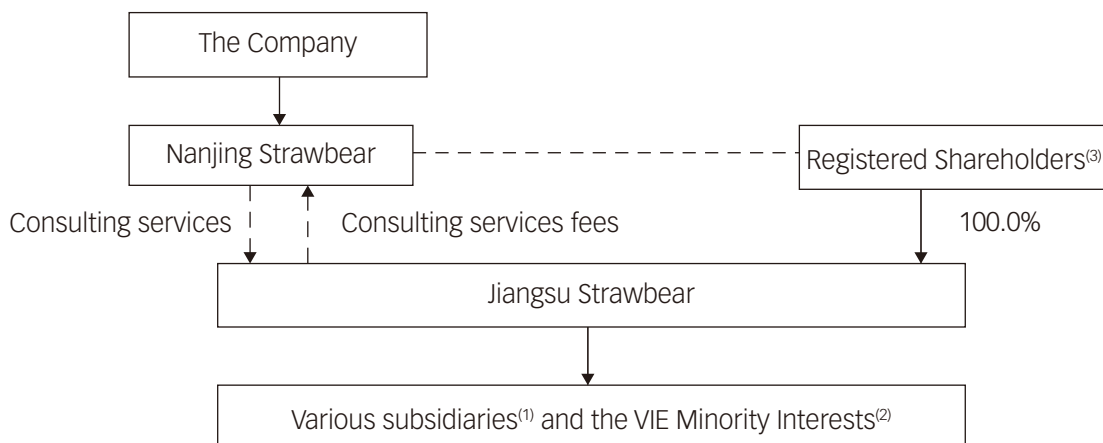 The Company
Nanjing Strawbear
Registered Shareholders(3)
Consulting services
Consulting services fees
100.0%
Jiangsu Strawbear
Various subsidiaries(1) and the VIE Minority Interests(2)